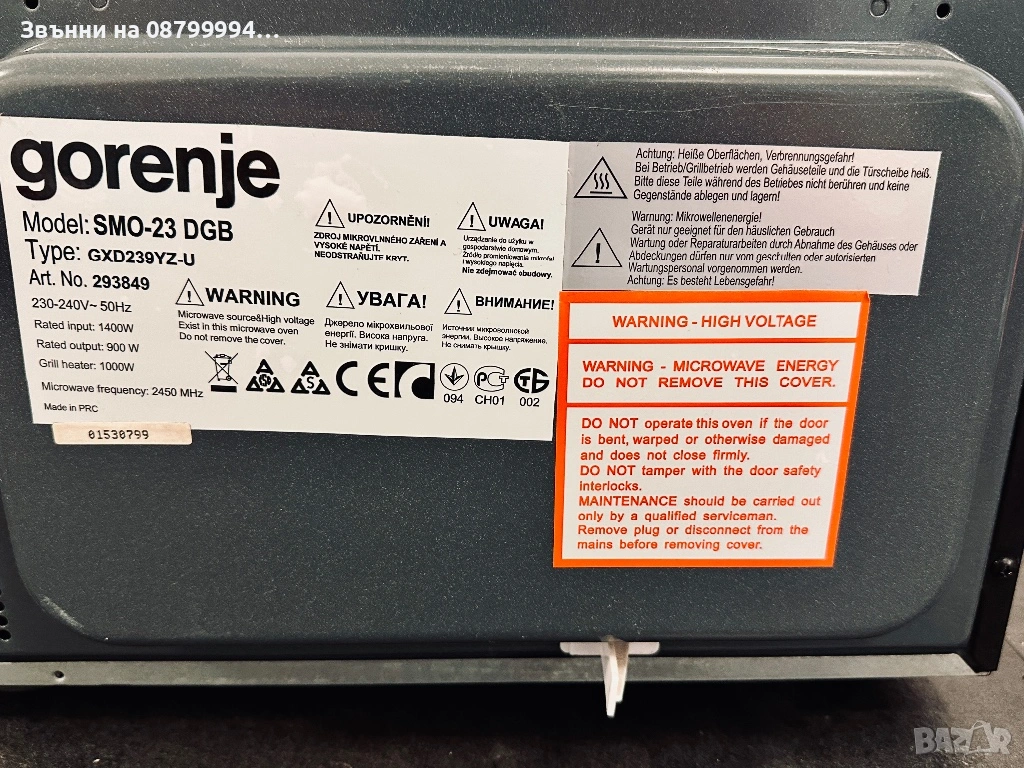 Звънни на 08799994...
gorenje
Model: SMO-23 DGB
Type: GXD239YZ-U
Art. No. 293849
230-240V~ 50Hz
Rated input: 1400W
Rated output: 900 W
Grill heater: 1000W
Microwave frequency: 2450 MHz
Made in PRC
01530799
UPOZORNĚNÍ!
ZDROJ MIKROVLNNÉHO ZÁŘENÍ A
VYSOKÉ NAPĚTÍ.
NEODSTRAŇUJTE KRYT.
UWAGA!
Urządzenie do użytku w
gospodarstwie domowym.
Źródło promieniowania mikrofal
i wysokiego napięcia.
Nie zdejmować obudowy.
WARNING
Microwave source&High voltage
Exist in this microwave oven
Do not remove the cover.
УВАГА!
Джерело мікрохвильової
енергії. Висока напруга.
Не знімати кришку.
ВНИМАНИЕ!
Источник микроволновой
энергии. Высокое напряжение.
Не снимать крышку.
CE
094
CH01
002
Achtung: Heiße Oberflächen, Verbrennungsgefahr!
Bei Betrieb/Grillbetrieb werden Gehäuseteile und die Türscheibe heiß.
Bitte diese Teile während des Betriebes nicht berühren und keine
Gegenstände ablegen und lagern!
Warnung: Mikrowellenenergie!
Gerät nur geeignet für den häuslichen Gebrauch
Wartung oder Reparaturarbeiten durch Abnahme des Gehäuses oder
Abdeckungen dürfen nur vom geschulten oder autorisierten
Wartungspersonal vorgenommen werden.
Achtung: Es besteht Lebensgefahr!
WARNING - HIGH VOLTAGE
WARNING - MICROWAVE ENERGY
DO NOT REMOVE THIS COVER.
DO NOT operate this oven if the door
is bent, warped or otherwise damaged
and does not close firmly.
DO NOT tamper with the door safety
interlocks.
MAINTENANCE should be carried out
only by a qualified serviceman.
Remove plug or disconnect from the
mains before removing cover.
BAZAR